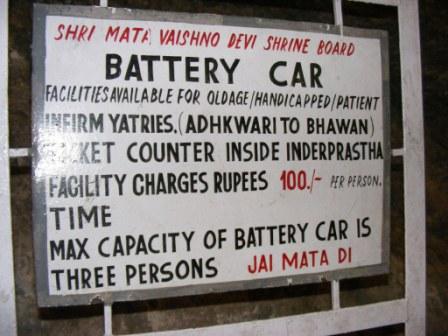 SHRI MATA VAISHNO DEVI SHRINE BOARD
BATTERY CAR
FACILITIES AVAILABLE FOR OLDAGE/HANDICAPPED/PATIENT
INFIRM YATRIES. (ADHKWARI TO BHAWAN)
TICKET COUNTER INSIDE INDERPRASTHA
FACILITY CHARGES RUPEES 100./- PER PERSON.
TIME
MAX CAPACITY OF BATTERY CAR IS
THREE PERSONS JAI MATA DI